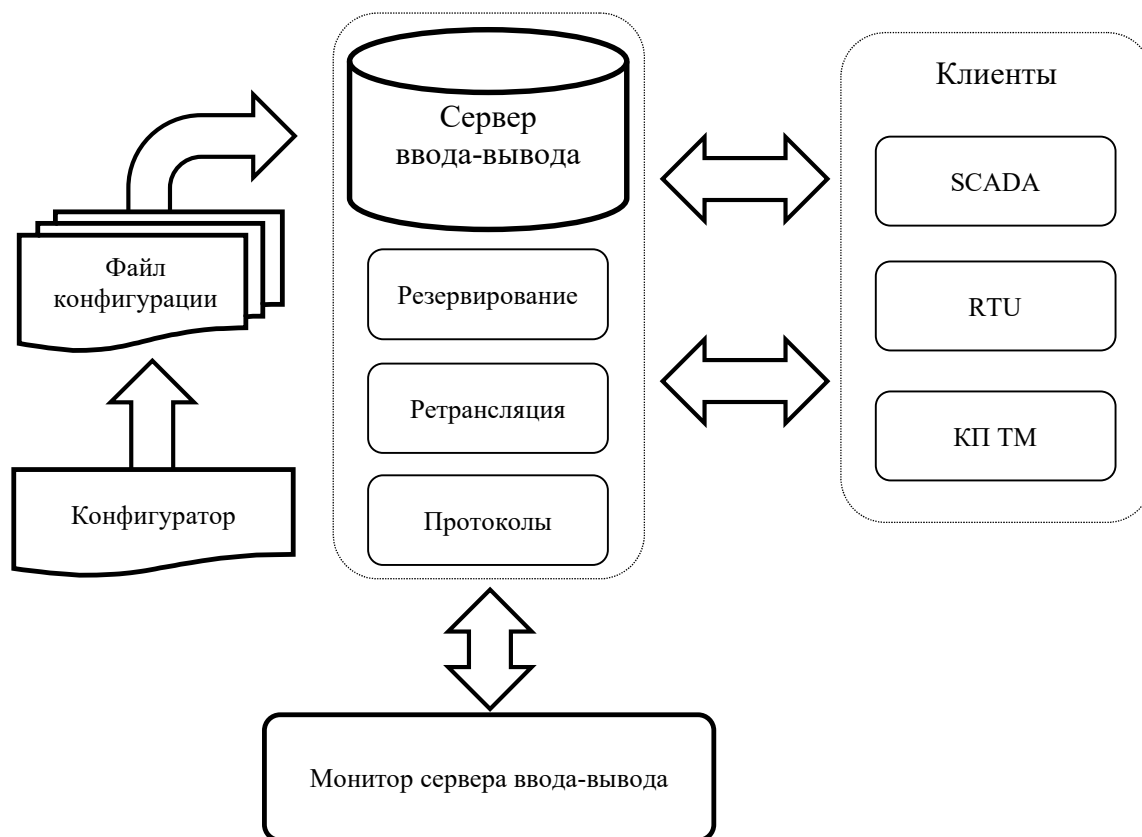 Сервер
ввода-вывода
Резервирование
Ретрансляция
Протоколы
Файл
конфигурации
Конфигуратор
Клиенты
SCADA
RTU
КП ТМ
Монитор сервера ввода-вывода